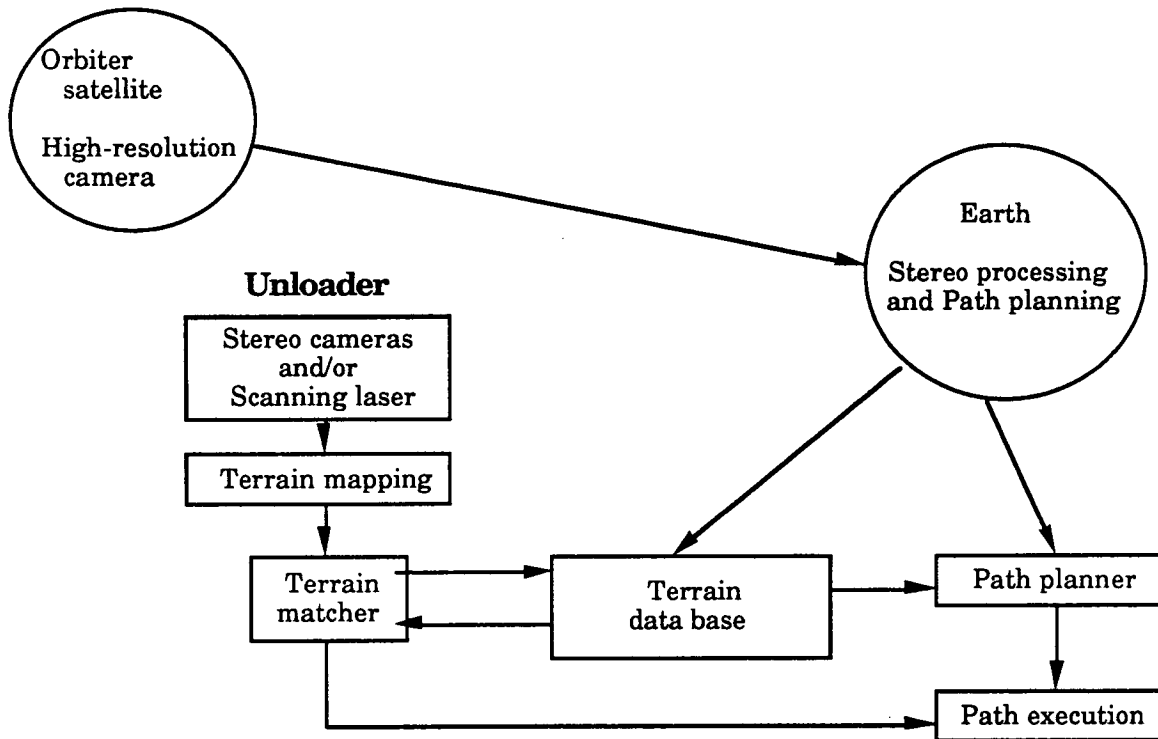 Orbiter
satellite
High-resolution
camera
Earth
Stereo processing
and Path planning
Unloader
Stereo cameras
and/or
Scanning laser
Terrain mapping
Terrain
matcher
Terrain
data base
Path planner
Path execution